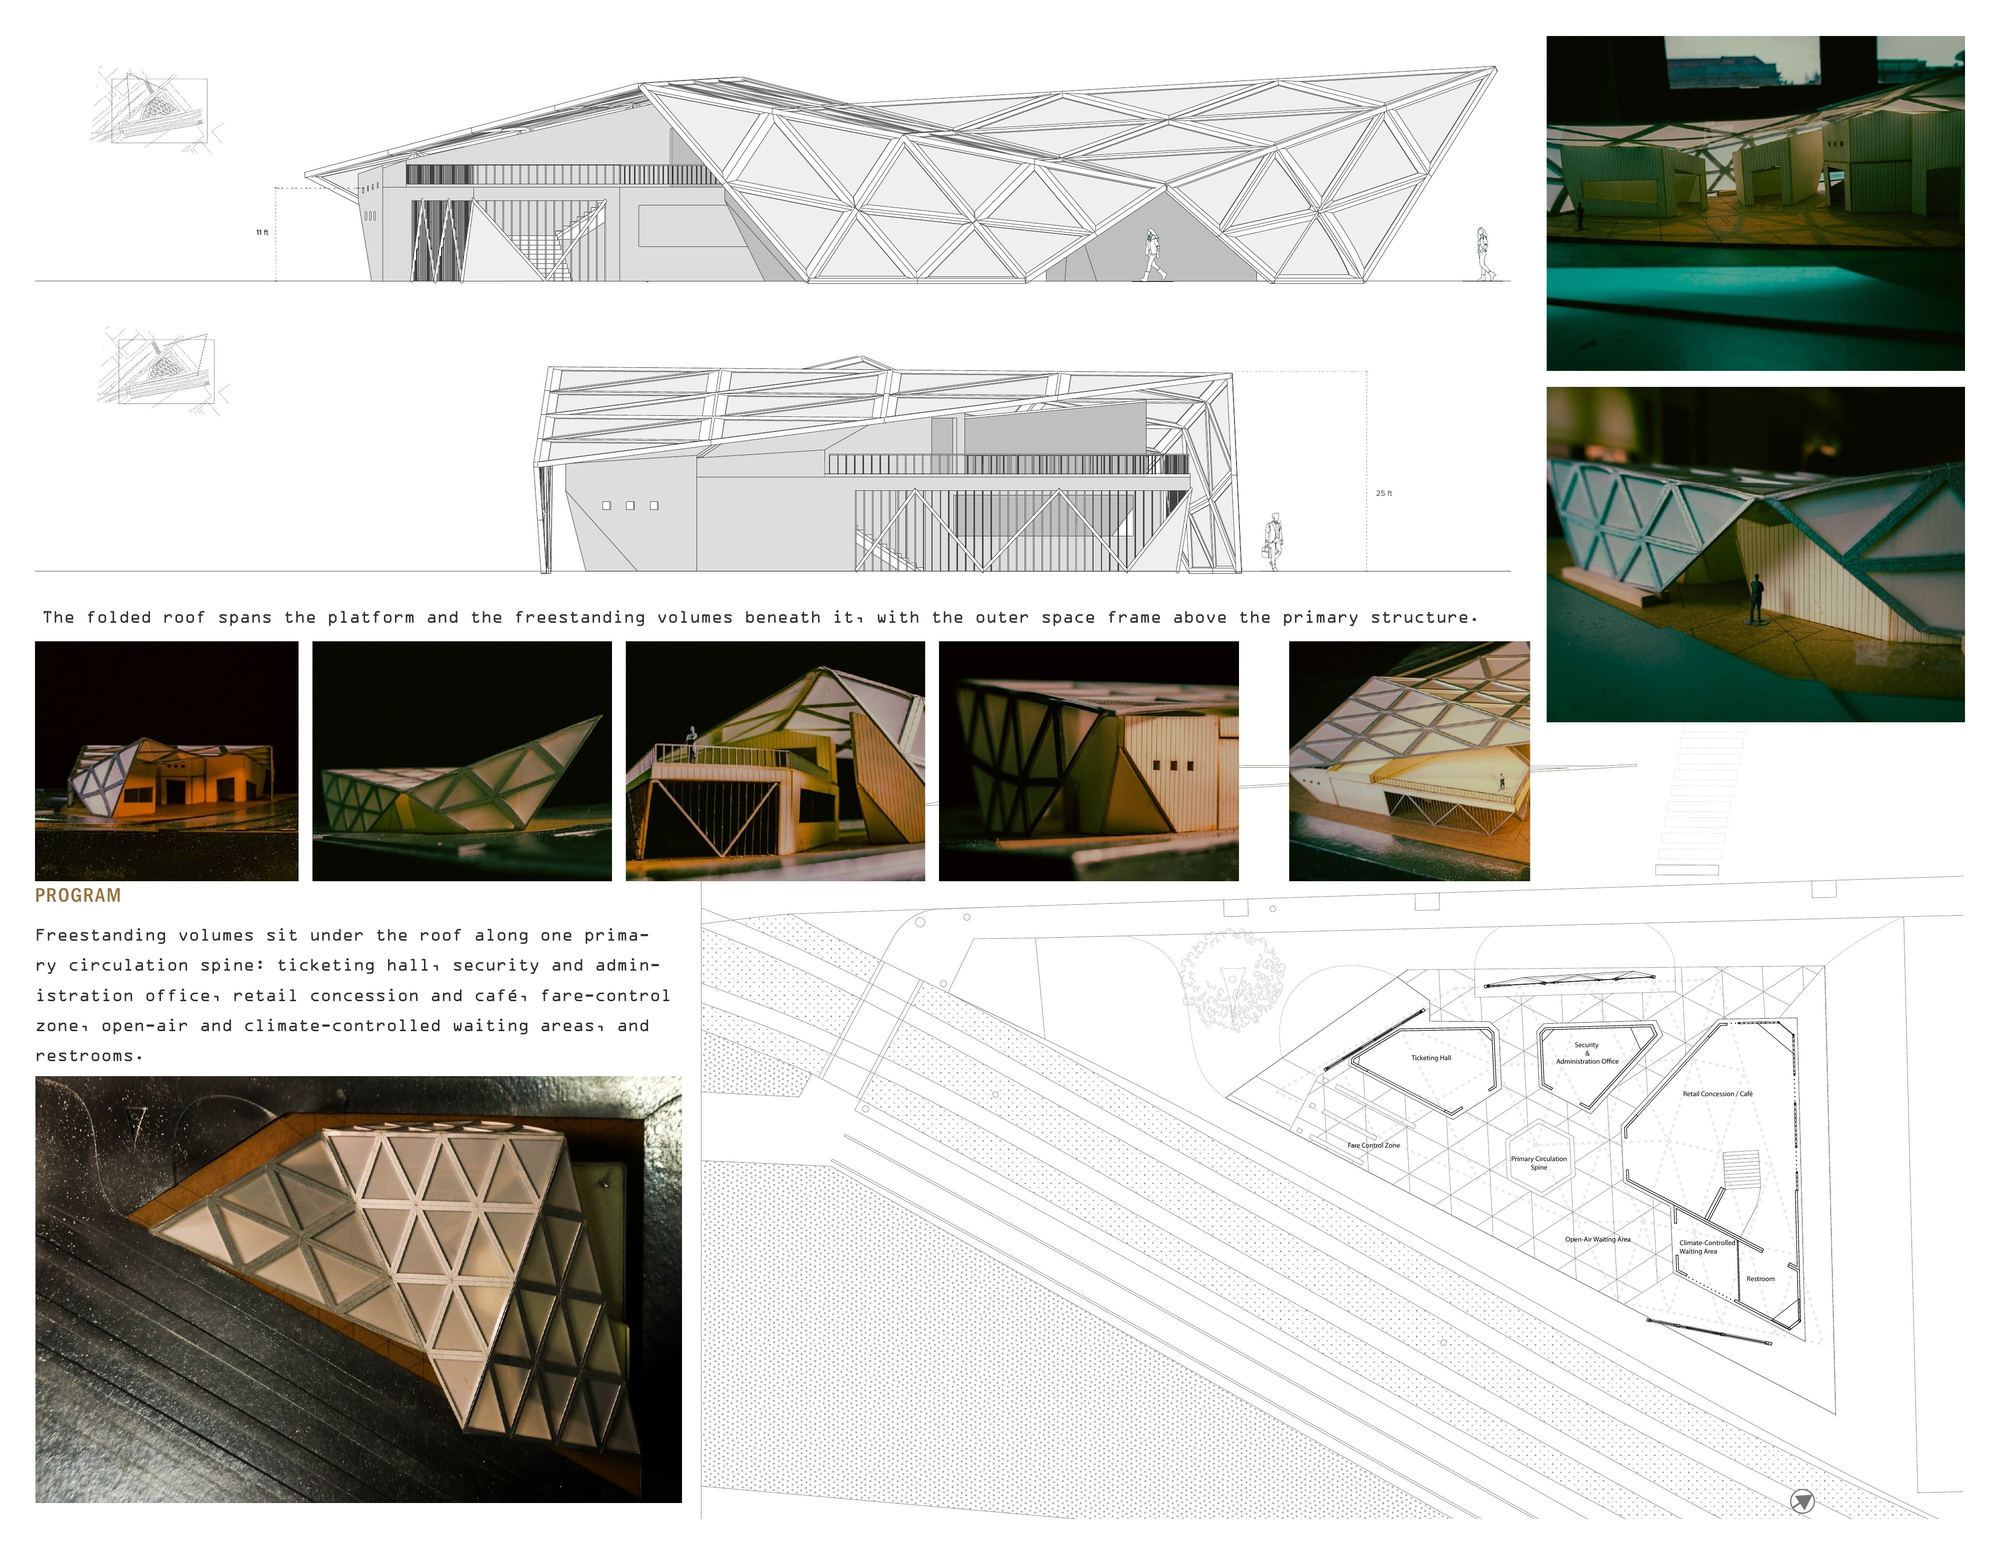 11 ft
25 ft
The folded roof spans the platform and the freestanding volumes beneath it, with the outer space frame above the primary structure.
PROGRAM
Freestanding volumes sit under the roof along one prima-
ry circulation spine: ticketing hall, security and admin-
istration office, retail concession and café, fare-control
zone, open-air and climate-controlled waiting areas, and
restrooms.
Ticketing Hall
Security
&
Administration Office
Retail Concession / Café
Fare Control Zone
Primary Circulation
Spine
Open-Air Waiting Area
Climate-Controlled
Waiting Area
Restroom